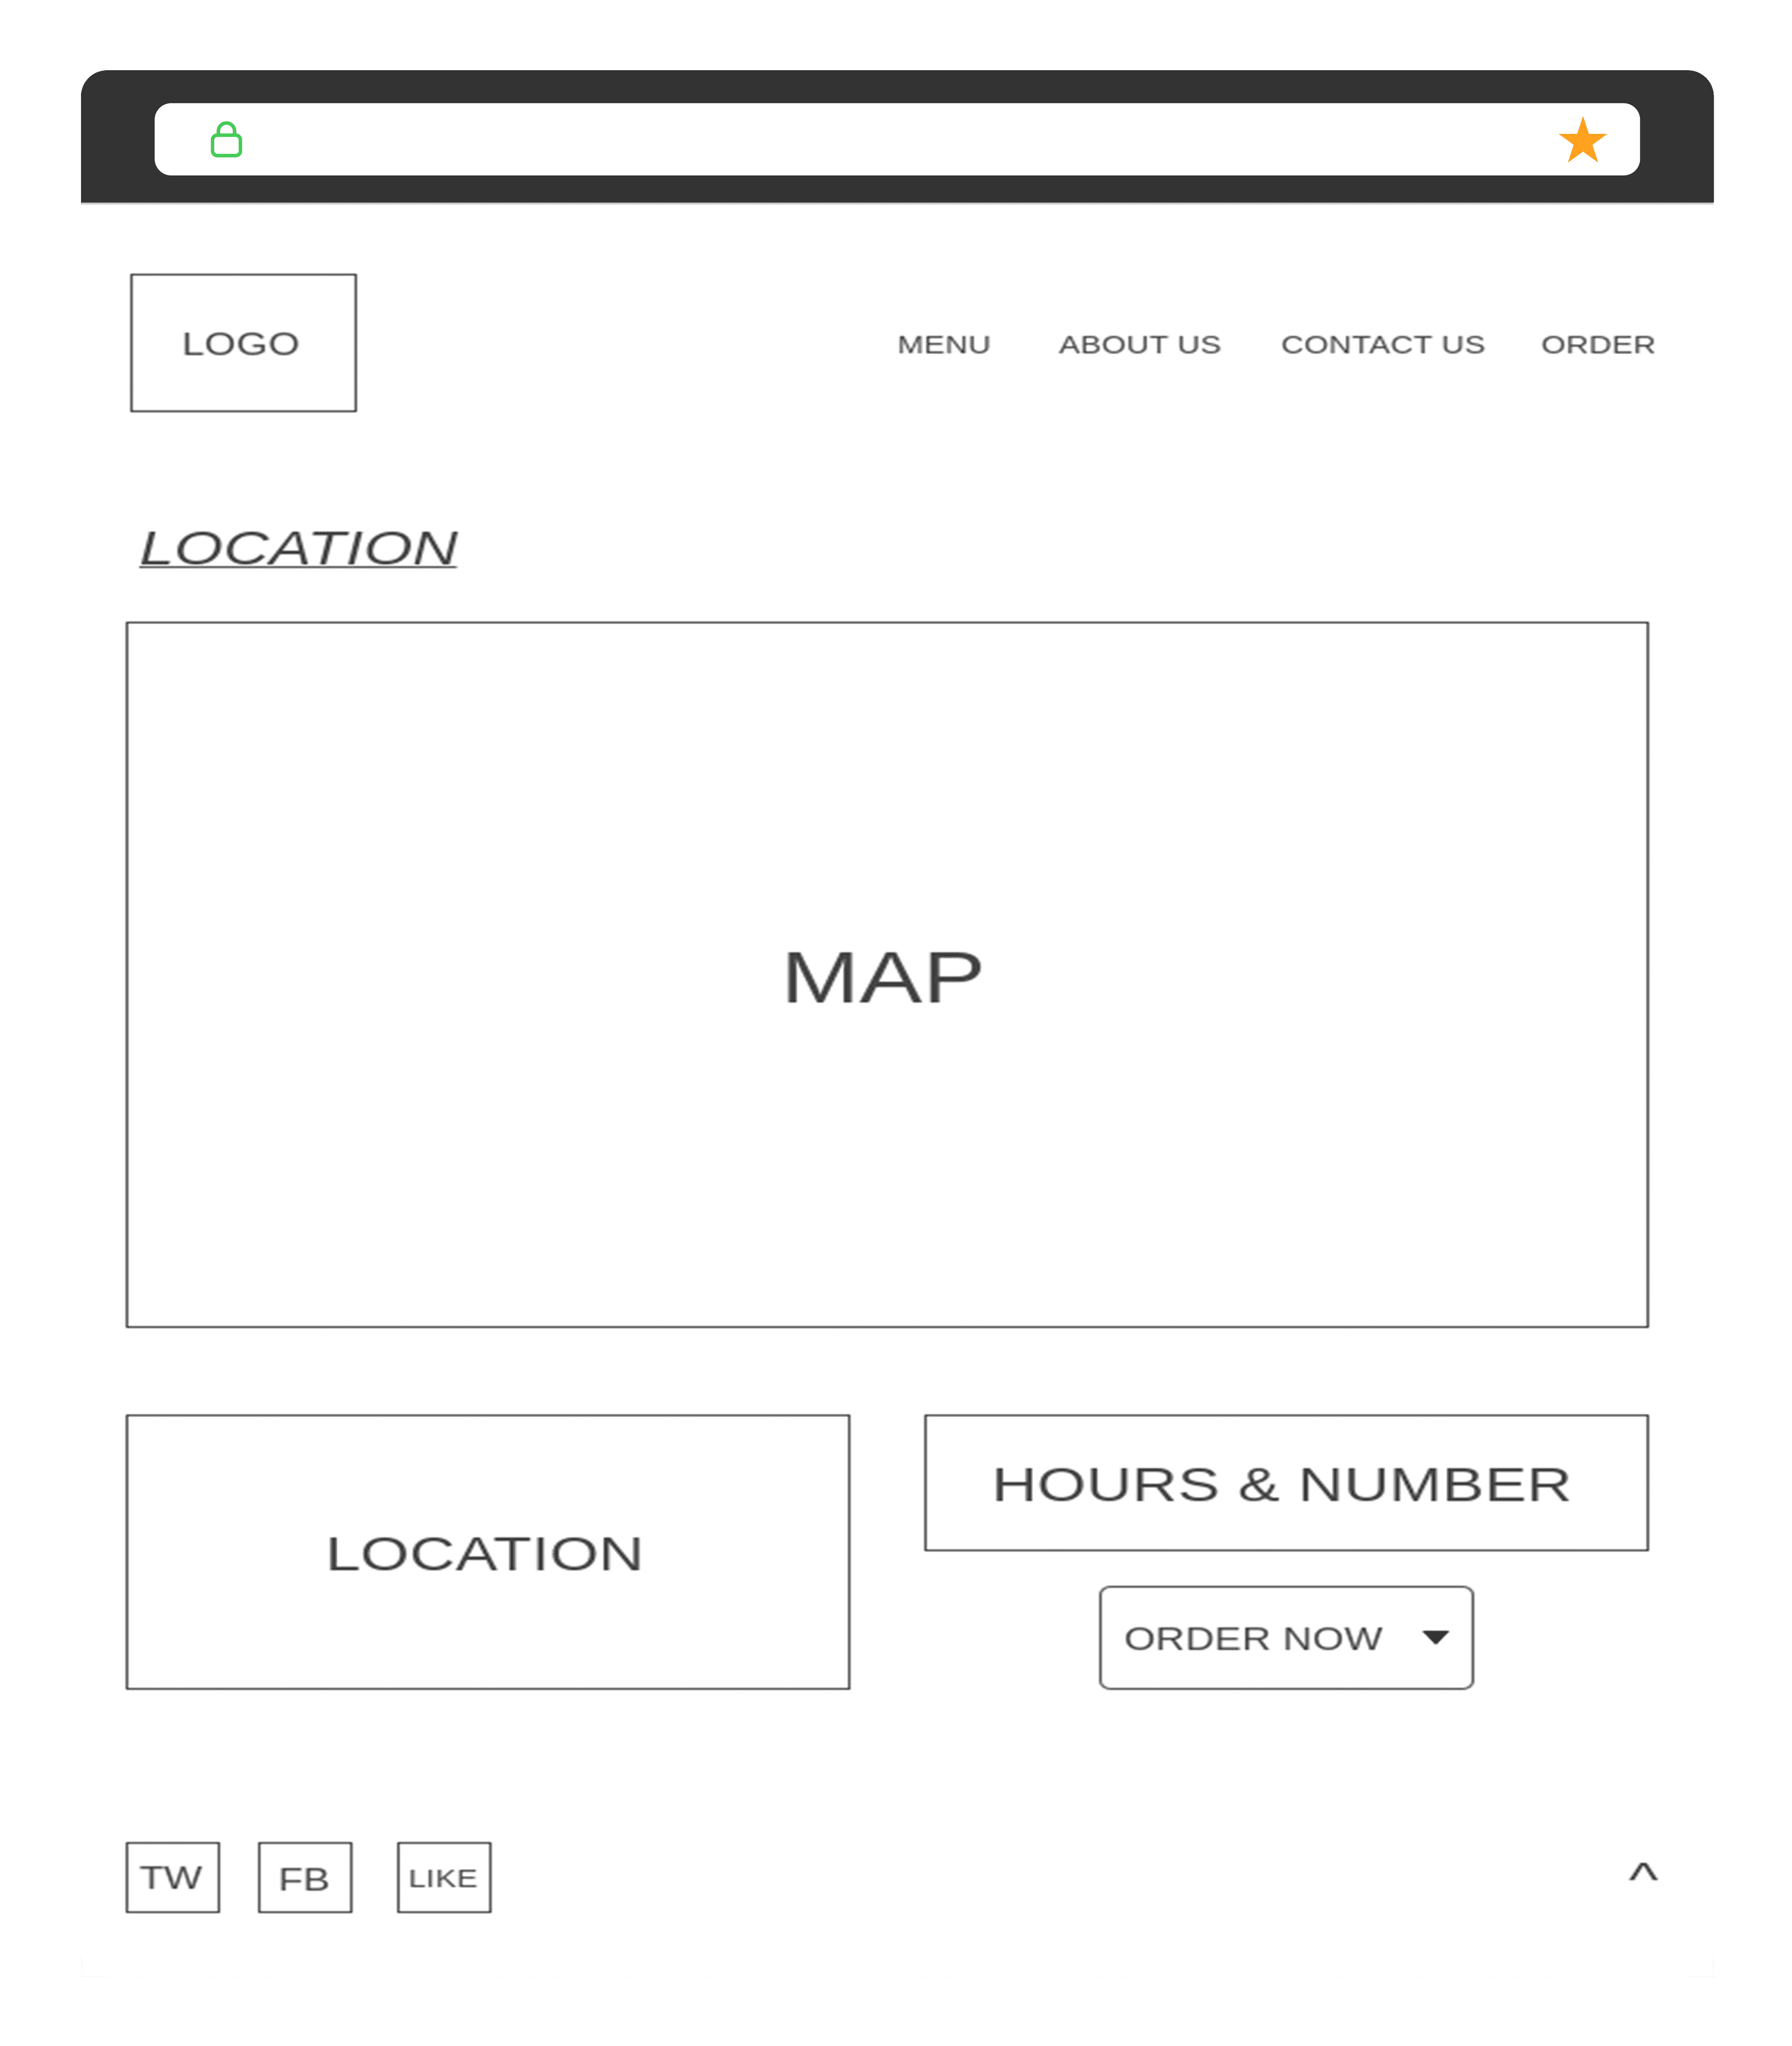 LOGO
MENU ABOUT US CONTACT US ORDER
LOCATION
MAP
LOCATION
HOURS & NUMBER
ORDER NOW
TW FB LIKE
^